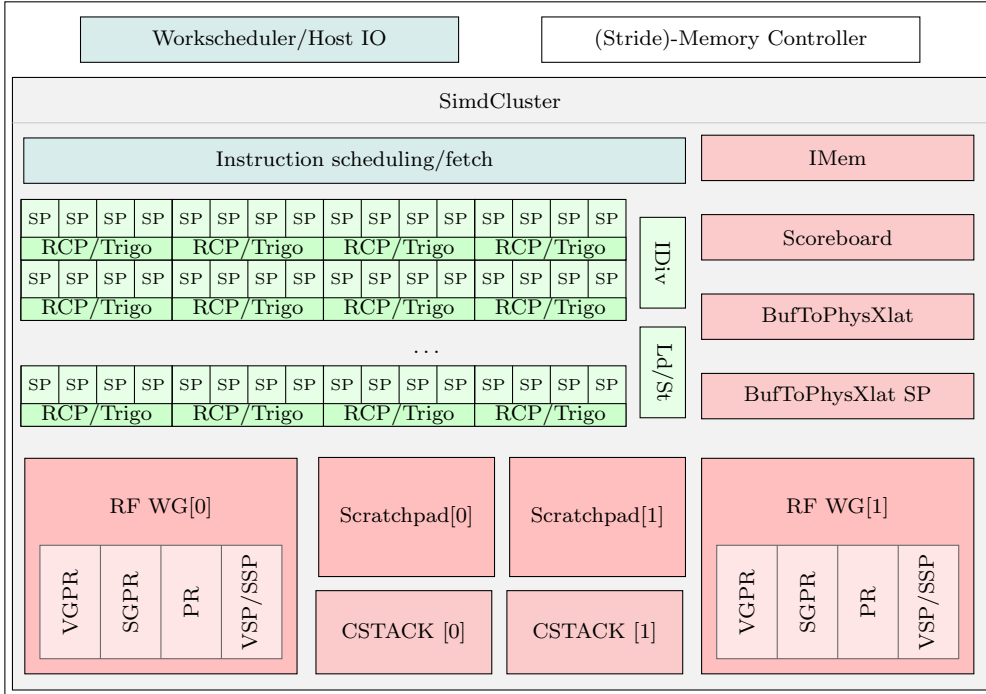 Workscheduler/Host IO
(Stride)-Memory Controller
SimdCluster
Instruction scheduling/fetch
IMem
SP SP SP SP SP SP SP SP SP SP SP SP SP SP SP SP
RCP/Trigo RCP/Trigo RCP/Trigo RCP/Trigo
SP SP SP SP SP SP SP SP SP SP SP SP SP SP SP SP
RCP/Trigo RCP/Trigo RCP/Trigo RCP/Trigo
...
SP SP SP SP SP SP SP SP SP SP SP SP SP SP SP SP
RCP/Trigo RCP/Trigo RCP/Trigo RCP/Trigo
IDiv
Ld/St
Scoreboard
BufToPhysXlat
BufToPhysXlat SP
RF WG[0]
VGPR
SGPR
PR
VSP/SSP
Scratchpad[0]
Scratchpad[1]
CSTACK [0]
CSTACK [1]
RF WG[1]
VGPR
SGPR
PR
VSP/SSP